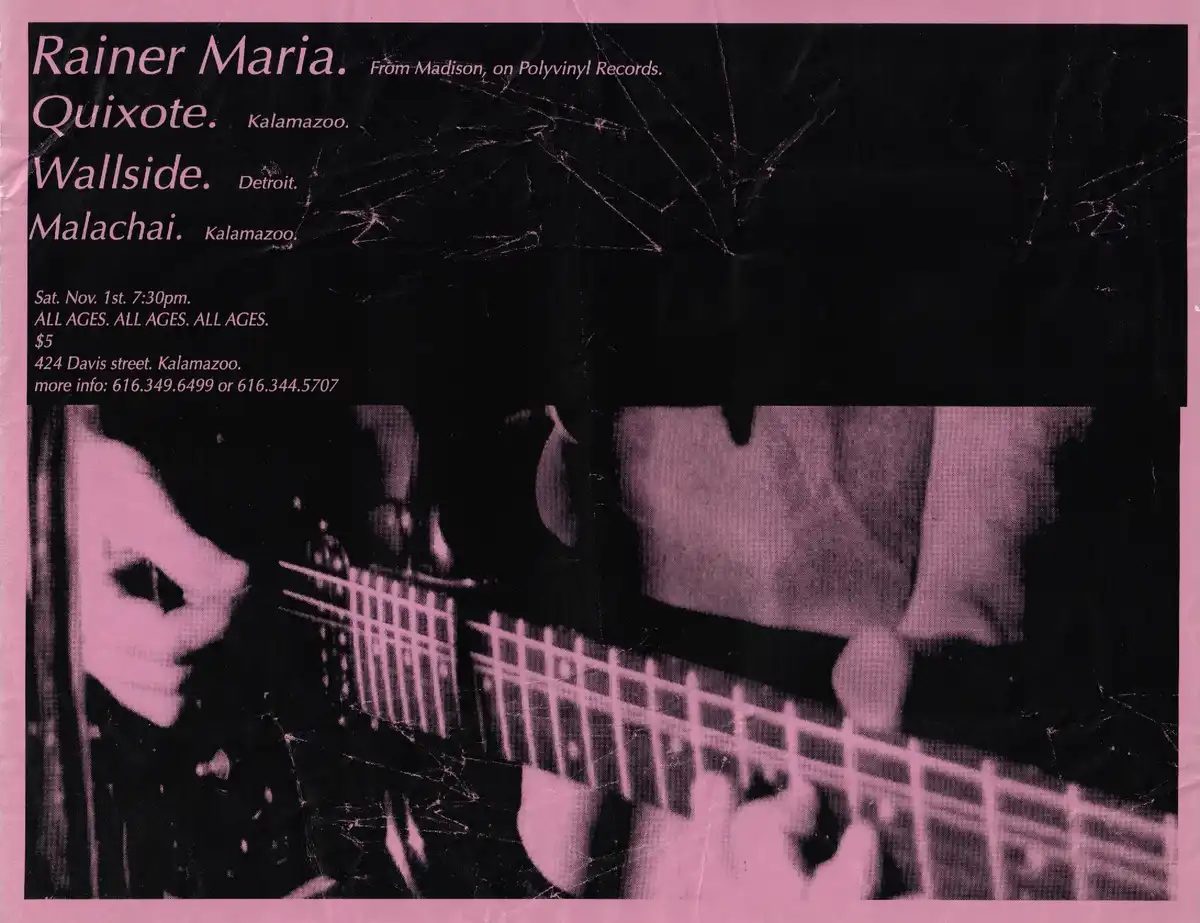 Rainer Maria. From Madison, on Polyvinyl Records.
Quixote. Kalamazoo.
Wallside. Detroit.
Malachai. Kalamazoo.
Sat. Nov. 1st. 7:30pm.
ALL AGES. ALL AGES. ALL AGES.
$5
424 Davis street. Kalamazoo.
more info: 616.349.6499 or 616.344.5707